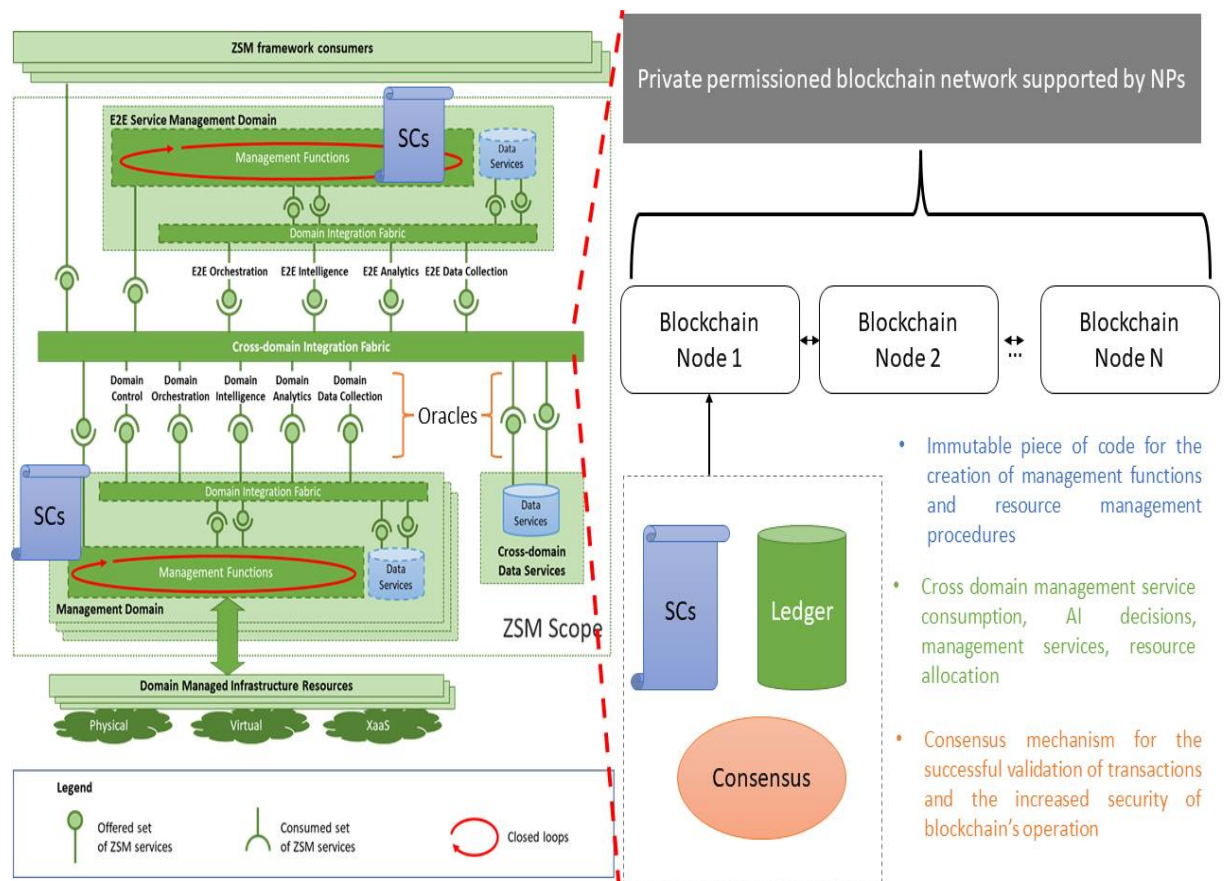 ZSM framework consumers
E2E Service Management Domain
SCs
Management Functions
Data
Services
Domain Integration Fabric
E2E Orchestration
E2E Intelligence
E2E Analytics
E2E Data Collection
Cross-domain Integration Fabric
Domain
Control
Domain
Orchestration
Domain
Intelligence
Domain
Analytics
Domain
Data Collection
Oracles
SCs
Domain Integration Fabric
Management Functions
Data
Services
Management Domain
Data
Services
Cross-domain
Data Services
ZSM Scope
Domain Managed Infrastructure Resources
Physical
Virtual
XaaS
Legend
Offered set
of ZSM services
Consumed set
of ZSM services
Closed loops
Private permissioned blockchain network supported by NPs
Blockchain
Node 1
Blockchain
Node 2
...
Blockchain
Node N
SCs
Ledger
Consensus
• Immutable piece of code for the
creation of management functions
and resource management
procedures
• Cross domain management service
consumption, AI decisions,
management services, resource
allocation
• Consensus mechanism for the
successful validation of transactions
and the increased security of
blockchain’s operation